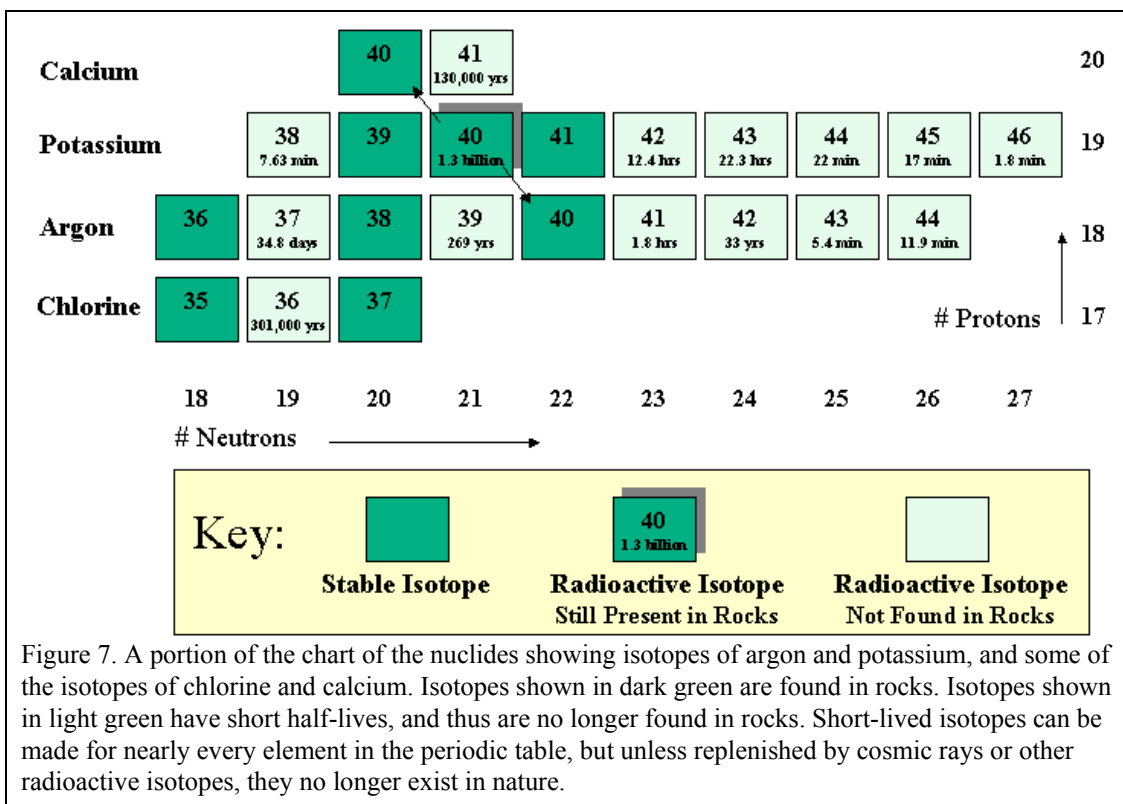 40 41 20
Calcium 130,000 yrs
38 39 40 41 42 43 44 45 46
Potassium 7.63 min. 1.3 billion 12.4 hrs 22.3 hrs 22 min 17 min. 1.8 min 19
36 37 38 39 40 41 42 43 44
Argon 34.8 days 269 yrs 1.8 hrs 33 yrs 5.4 min 11.9 min 18
35 36 37
Chlorine 301,000 yrs # Protons 17
18 19 20 21 22 23 24 25 26 27
# Neutrons
Key: 40
1.3 billion
Stable Isotope Radioactive Isotope Radioactive Isotope
Still Present in Rocks Not Found in Rocks
Figure 7. A portion of the chart of the nuclides showing isotopes of argon and potassium, and some of
the isotopes of chlorine and calcium. Isotopes shown in dark green are found in rocks. Isotopes shown
in light green have short half-lives, and thus are no longer found in rocks. Short-lived isotopes can be
made for nearly every element in the periodic table, but unless replenished by cosmic rays or other
radioactive isotopes, they no longer exist in nature.